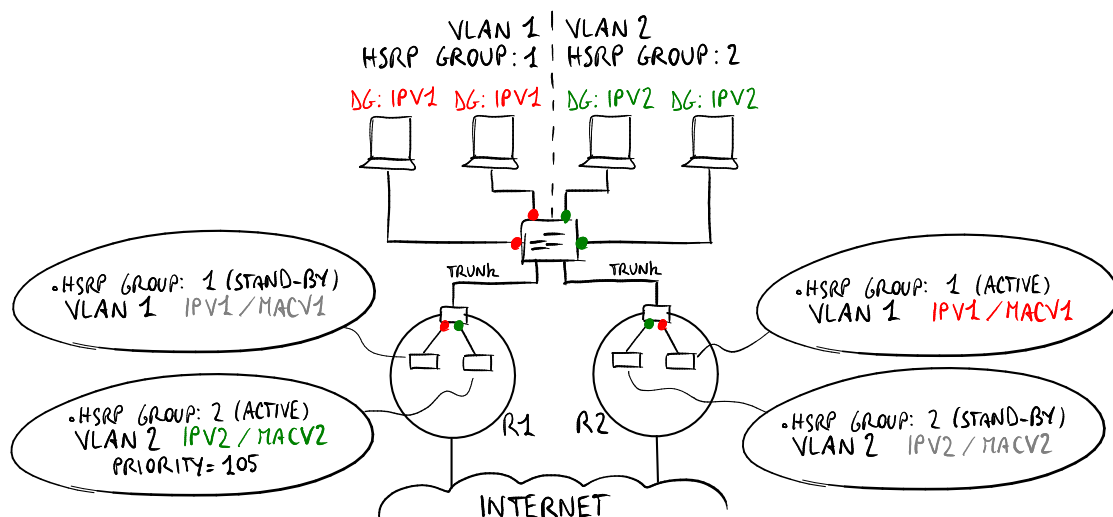 VLAN 1 VLAN 2
HSRP GROUP: 1 HSRP GROUP: 2
DG: IPV1 DG: IPV1 DG: IPV2 DG: IPV2
TRUNK TRUNK
.HSRP GROUP: 1 (STAND-BY)
VLAN 1 IPV1 / MACV1
.HSRP GROUP: 1 (ACTIVE)
VLAN 1 IPV1 / MACV1
.HSRP GROUP: 2 (ACTIVE)
VLAN 2 IPV2 / MACV2
PRIORITY= 105
R1 R2
.HSRP GROUP: 2 (STAND-BY)
VLAN 2 IPV2 / MACV2
INTERNET